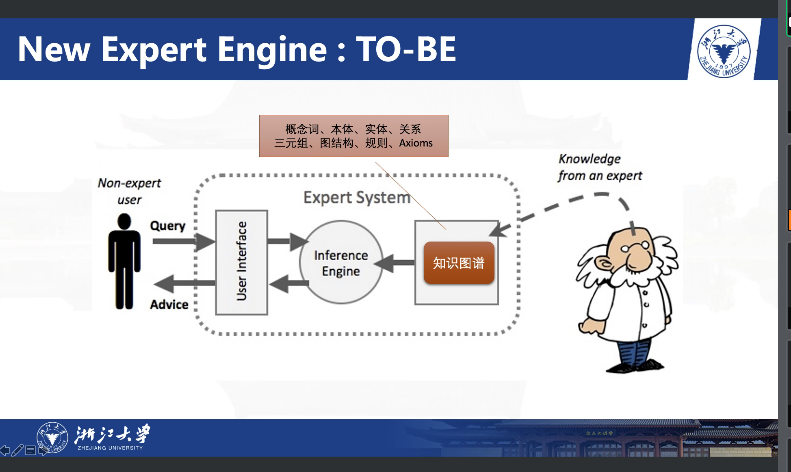 New Expert Engine : TO-BE
浙江大学
1897
ZHEJIANG UNIVERSITY
概念词、本体、实体、关系
三元组、图结构、规则、Axioms
Knowledge
from an expert
Non-expert
user
Expert System
Query
User Interface
Inference
Engine
知识图谱
Advice
浙江大学
ZHEJIANG UNIVERSITY